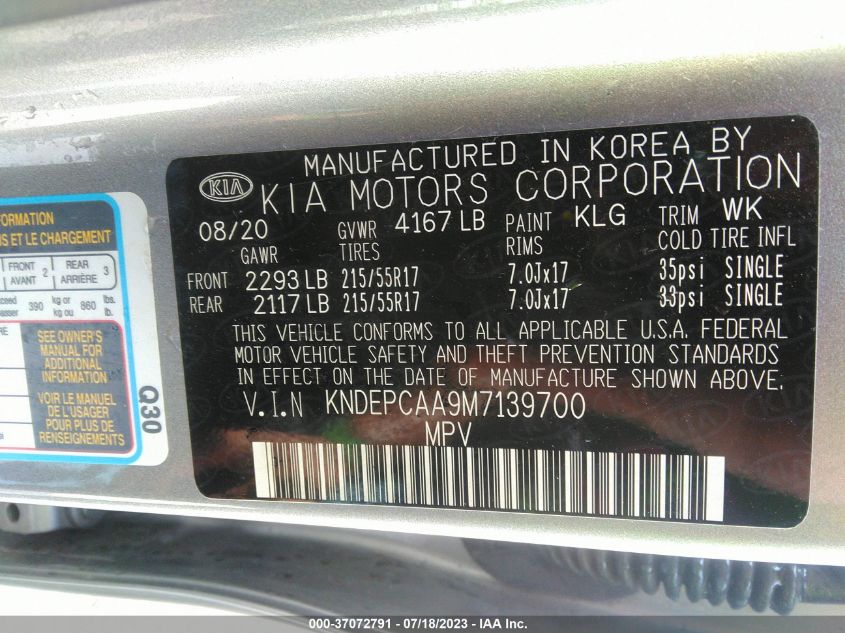 MANUFACTURED IN KOREA BY
KIA KIA MOTORS CORPORATION
08/20 GVWR 4167 LB PAINT KLG TRIM WK
GAWR TIRES RIMS COLD TIRE INFL
FRONT 2293 LB 215/55R17 7.0Jx17 35psi SINGLE
REAR 2117 LB 215/55R17 7.0Jx17 33psi SINGLE
THIS VEHICLE CONFORMS TO ALL APPLICABLE U.S.A. FEDERAL
MOTOR VEHICLE SAFETY AND THEFT PREVENTION STANDARDS
IN EFFECT ON THE DATE OF MANUFACTURE SHOWN ABOVE.
V.I.N KNDEPCAA9M7139700
MPV
ET LE CHARGEMENT
FRONT 2 REAR 3
AVANT ARRIÈRE
390 kg or 860 lbs.
kg ou lb.
SEE OWNER'S
MANUAL FOR
ADDITIONAL
INFORMATION
VOIR LE MANUEL
DE L'USAGER
POUR PLUS DE
RENSEIGNEMENTS
Q30
000-37072791 - 07/18/2023 - IAA Inc.